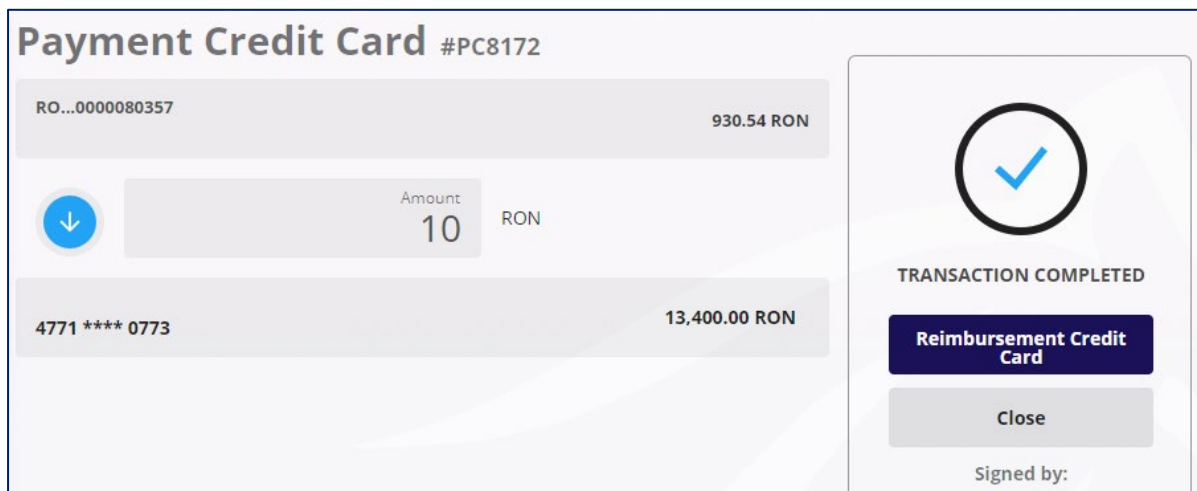 Payment Credit Card #PC8172
RO...0000080357
930.54 RON
Amount
10 RON
4771 **** 0773
13,400.00 RON
TRANSACTION COMPLETED
Reimbursement Credit
Card
Close
Signed by: